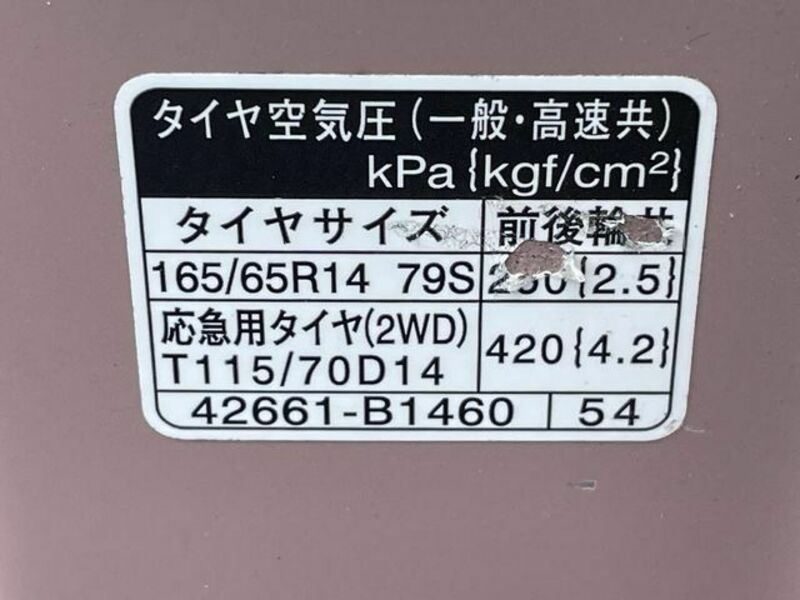 タイヤ空気圧(一般・高速共)
kPa{kgf/cm²}
タイヤサイズ 前後輪共
165/65R14 79S 250{2.5}
応急用タイヤ(2WD)
T115/70D14 420{4.2}
42661-B1460 54